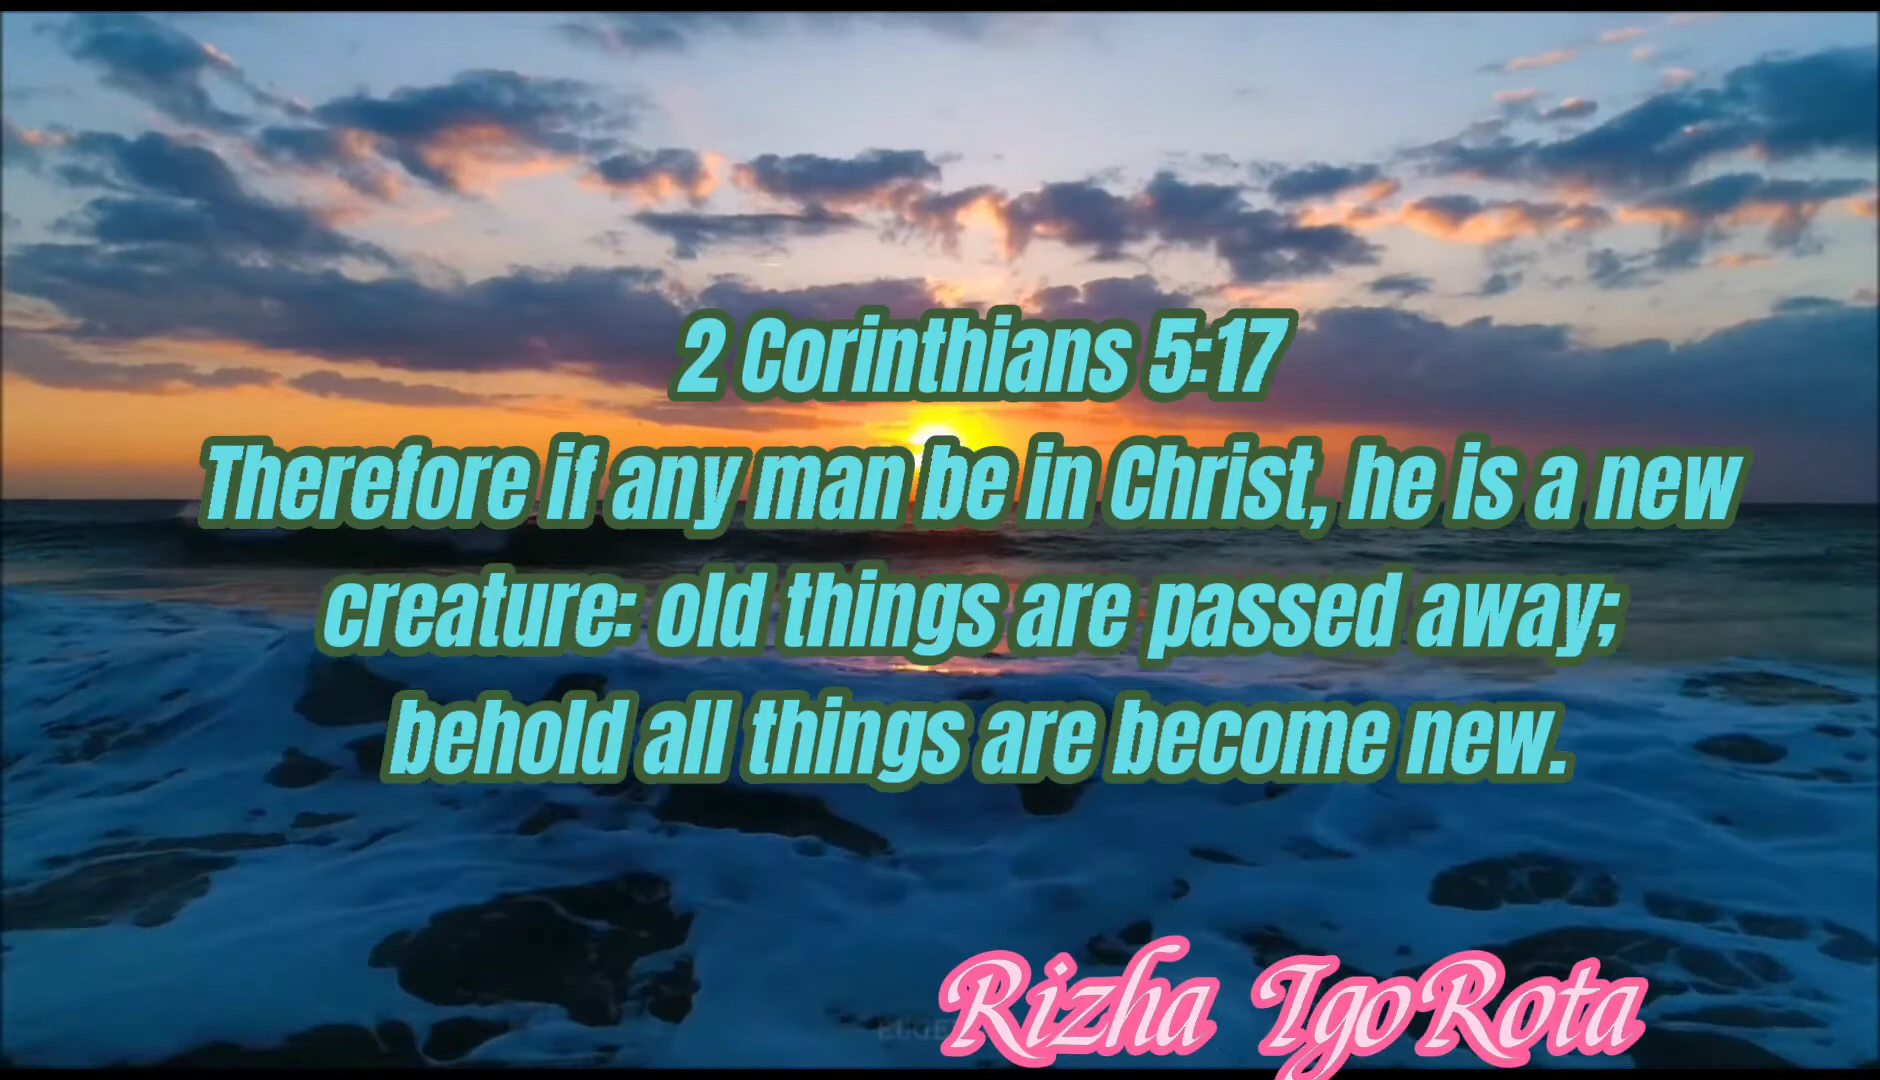 2 Corinthians 5:17
Therefore if any man be in Christ, he is a new
creature: old things are passed away;
behold all things are become new.
Rizha IgoRota